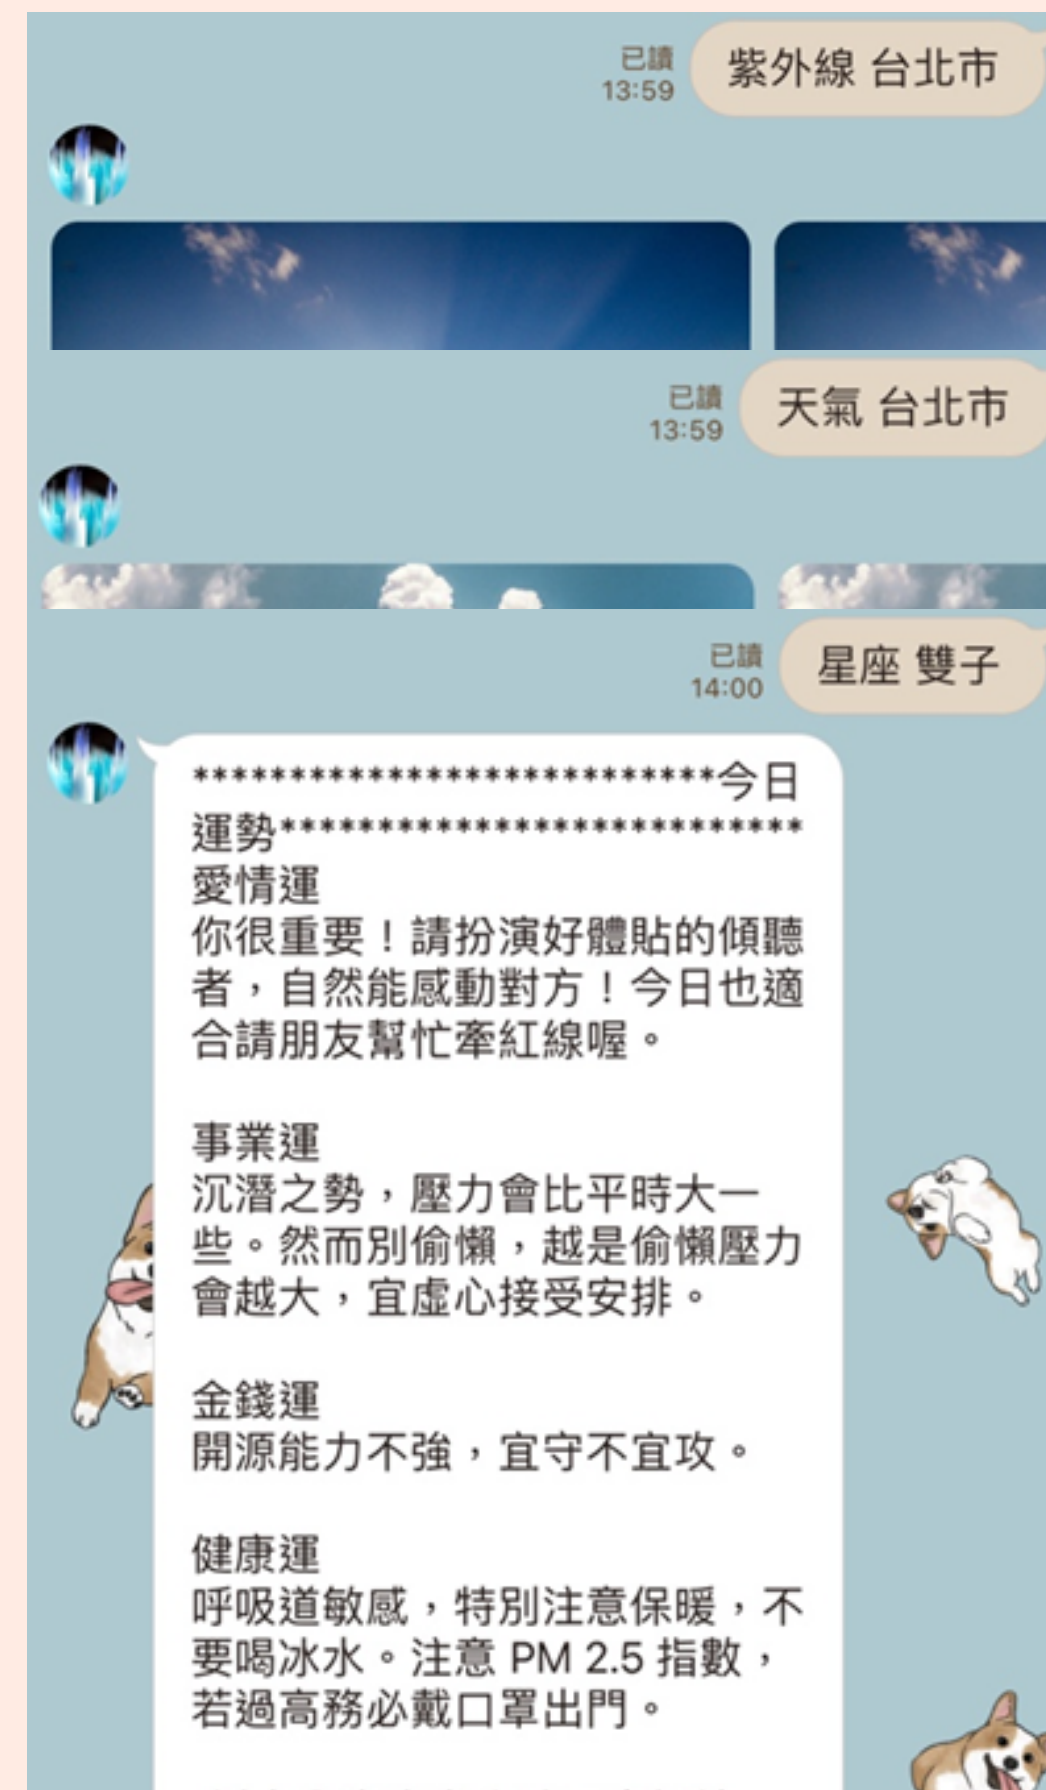 已讀
13:59
紫外線 台北市
已讀
13:59
天氣 台北市
已讀
14:00
星座 雙子
***************************今日
運勢***************************
愛情運
你很重要！請扮演好體貼的傾聽
者，自然能感動對方！今日也適
合請朋友幫忙牽紅線喔。
事業運
沉潛之勢，壓力會比平時大一
些。然而別偷懶，越是偷懶壓力
會越大，宜虛心接受安排。
金錢運
開源能力不強，宜守不宜攻。
健康運
呼吸道敏感，特別注意保暖，不
要喝冰水。注意 PM 2.5 指數，
若過高務必戴口罩出門。